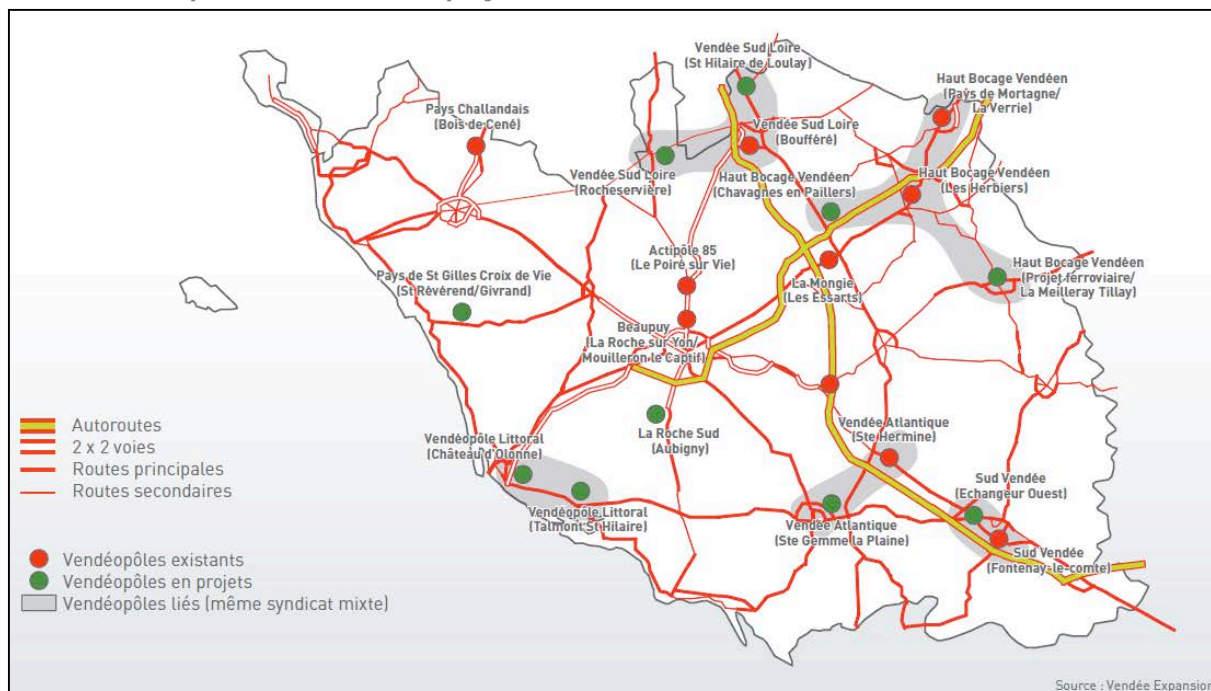 Vendée Sud Loire
(St Hilaire de Loulay)
Haut Bocage Vendéen
(Pays de Mortagne/
La Verrie)
Pays Challandais
(Bois de Cené)
Vendée Sud Loire
(Boufféré)
Vendée Sud Loire
(Rocheservière)
Haut Bocage Vendéen
(Chavagnes en Paillers)
Haut Bocage Vendéen
(Les Herbiers)
Actipôle 85
(Le Poiré sur Vie)
Haut Bocage Vendéen
(Projet ferroviaire/
La Meilleray Tillay)
Pays de St Gilles Croix de Vie
(St Révérend/Givrand)
La Mongie
(Les Essarts)
Beaupuy
(La Roche sur Yon/
Mouilleron le Captif)
La Roche Sud
(Aubigny)
Vendée Atlantique
(Ste Hermine)
Vendéopôle Littoral
(Château d'Olonne)
Sud Vendée
(Echangeur Ouest)
Vendéopôle Littoral
(Talmont St Hilaire)
Vendée Atlantique
(Ste Gemme la Plaine)
Sud Vendée
(Fontenay-le-comte)
Autoroutes
2 x 2 voies
Routes principales
Routes secondaires
Vendéopôles existants
Vendéopôles en projets
Vendéopôles liés (même syndicat mixte)
Source : Vendée Expansion